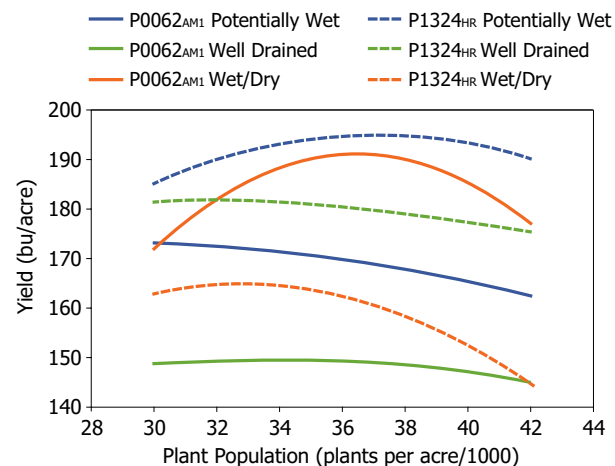 P0062AM1 Potentially Wet
P1324HR Potentially Wet
P0062AM1 Well Drained
P1324HR Well Drained
P0062AM1 Wet/Dry
P1324HR Wet/Dry
200
190
180
170
160
150
140
Yield (bu/acre)
28 30 32 34 36 38 40 42 44
Plant Population (plants per acre/1000)